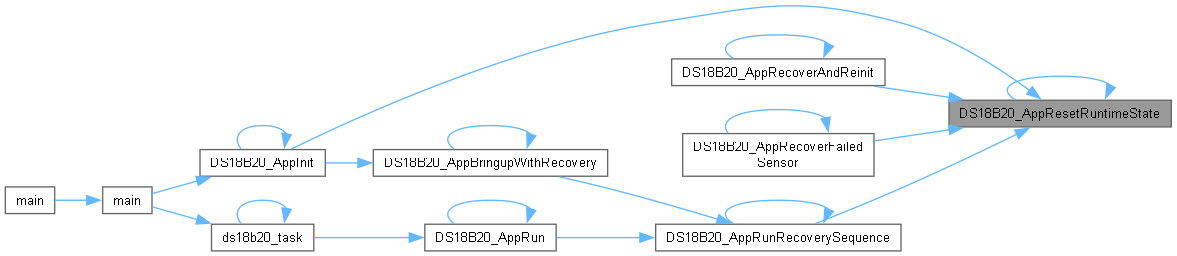 DS18B20_AppRecoverAndReinit
DS18B20_AppResetRuntimeState
DS18B20_AppRecoverFailed
Sensor
DS18B20_AppInit
DS18B20_AppBringupWithRecovery
main
main
ds18b20_task
DS18B20_AppRun
DS18B20_AppRunRecoverySequence